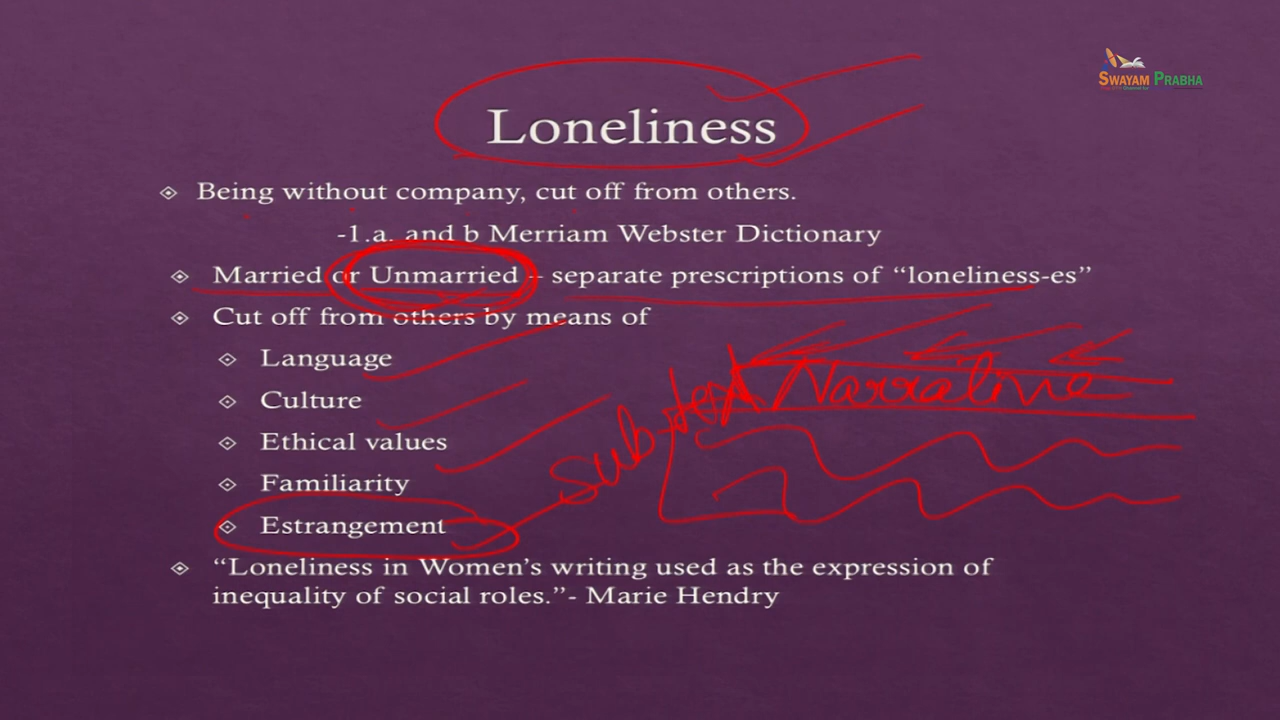 SWAYAM PRABHA
Loneliness
Being without company, cut off from others.
-1.a. and b Merriam Webster Dictionary
Married or Unmarried – separate prescriptions of “loneliness-es”
Cut off from others by means of
Language
Culture
Ethical values
Familiarity
Estrangement
Sub-text Narrative
“Loneliness in Women’s writing used as the expression of
inequality of social roles.”- Marie Hendry